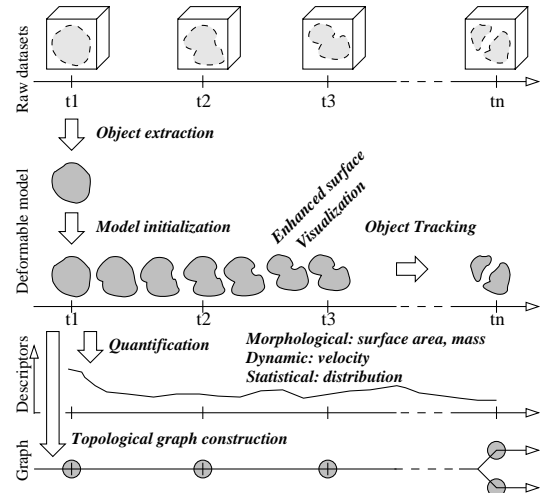 Raw datasets
t1 t2 t3 tn
Object extraction
Deformable model
Model initialization
Enhanced surface
Visualization
Object Tracking
t1 t2 t3 tn
Quantification
Morphological: surface area, mass
Dynamic: velocity
Statistical: distribution
Descriptors
Topological graph construction
Graph